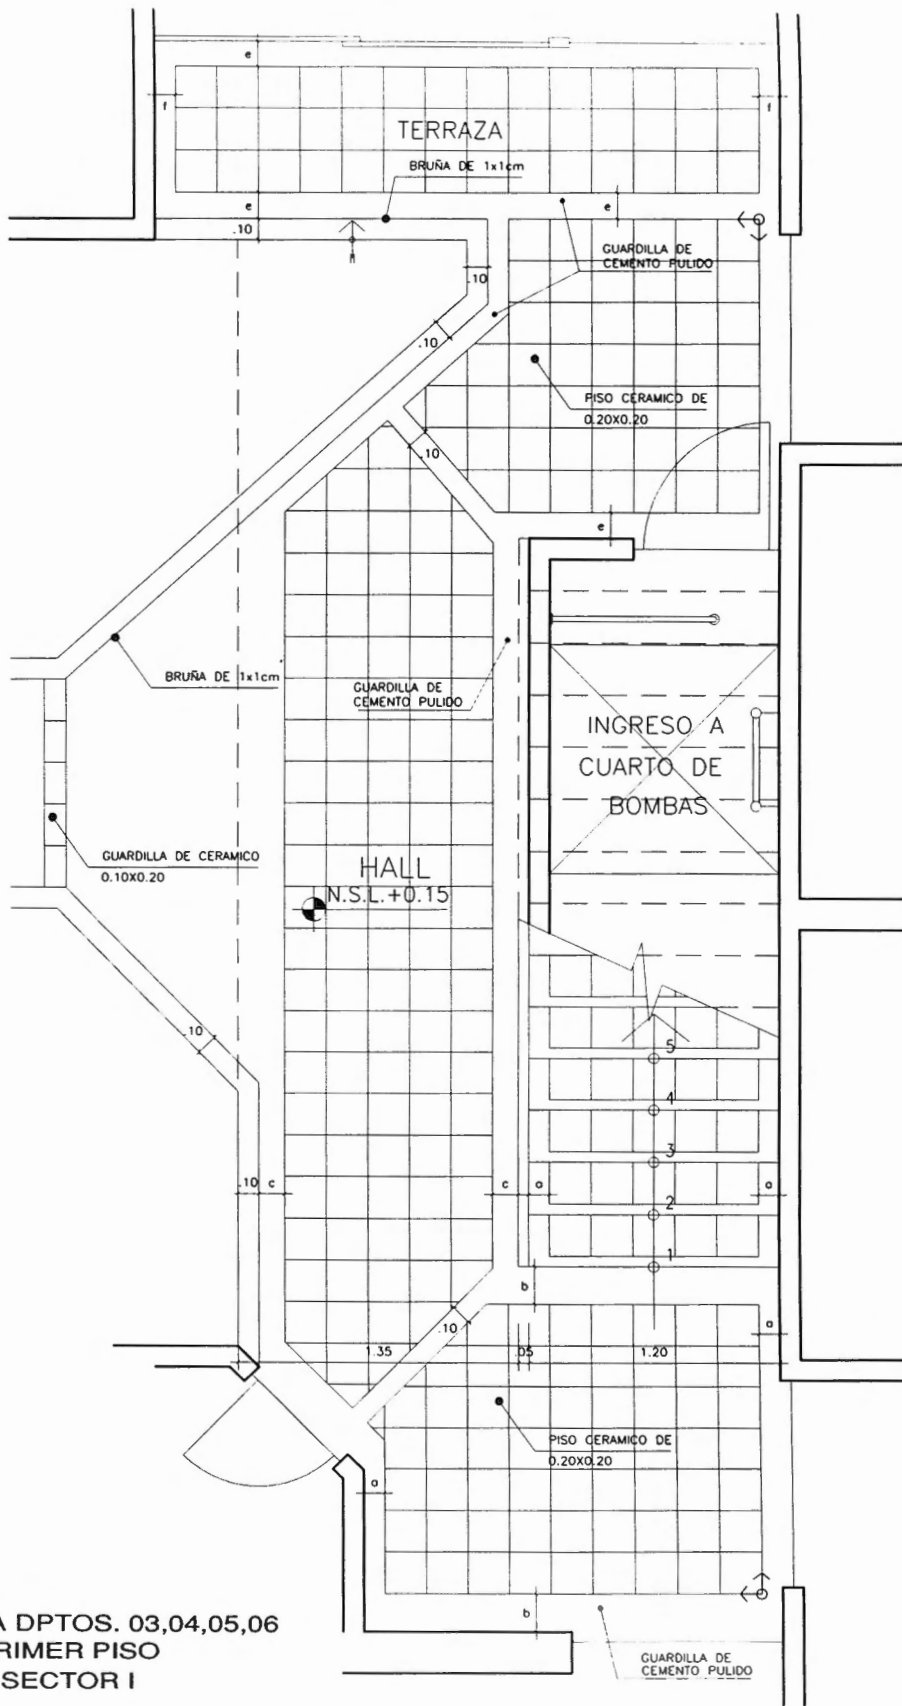 e
f
f
TERRAZA
BRUÑA DE 1x1cm
e
e
.10
GUARDILLA DE
CEMENTO PULIDO
.10
.10
PISO CERAMICO DE
0.20X0.20
.10
e
BRUÑA DE 1x1cm
GUARDILLA DE
CEMENTO PULIDO
INGRESO A
CUARTO DE
BOMBAS
GUARDILLA DE CERAMICO
0.10X0.20
HALL
N.S.L.+0.15
.10
5
4
3
.10
c
c
a
a
2
1
b
.10
a
1.35
.05
1.20
PISO CERAMICO DE
0.20X0.20
a
b
A DPTOS. 03,04,05,06
RIMER PISO
SECTOR I
GUARDILLA DE
CEMENTO PULIDO